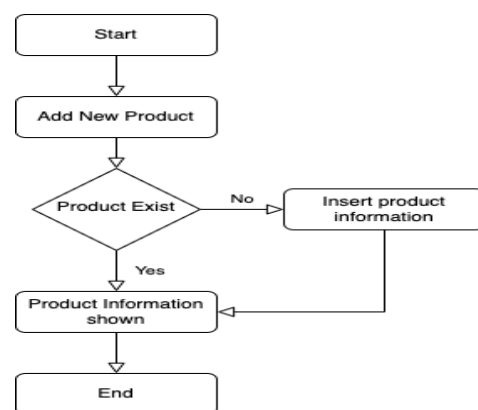 Start
Add New Product
Product Exist
No
Insert product
information
Yes
Product Information
shown
End